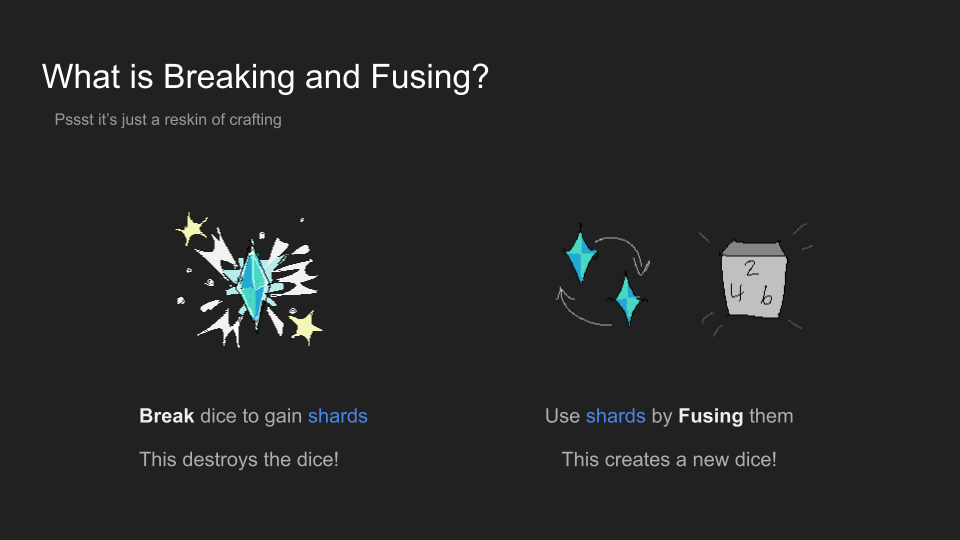 What is Breaking and Fusing?
Pssst it's just a reskin of crafting
2
4 6
Break dice to gain shards
This destroys the dice!
Use shards by Fusing them
This creates a new dice!